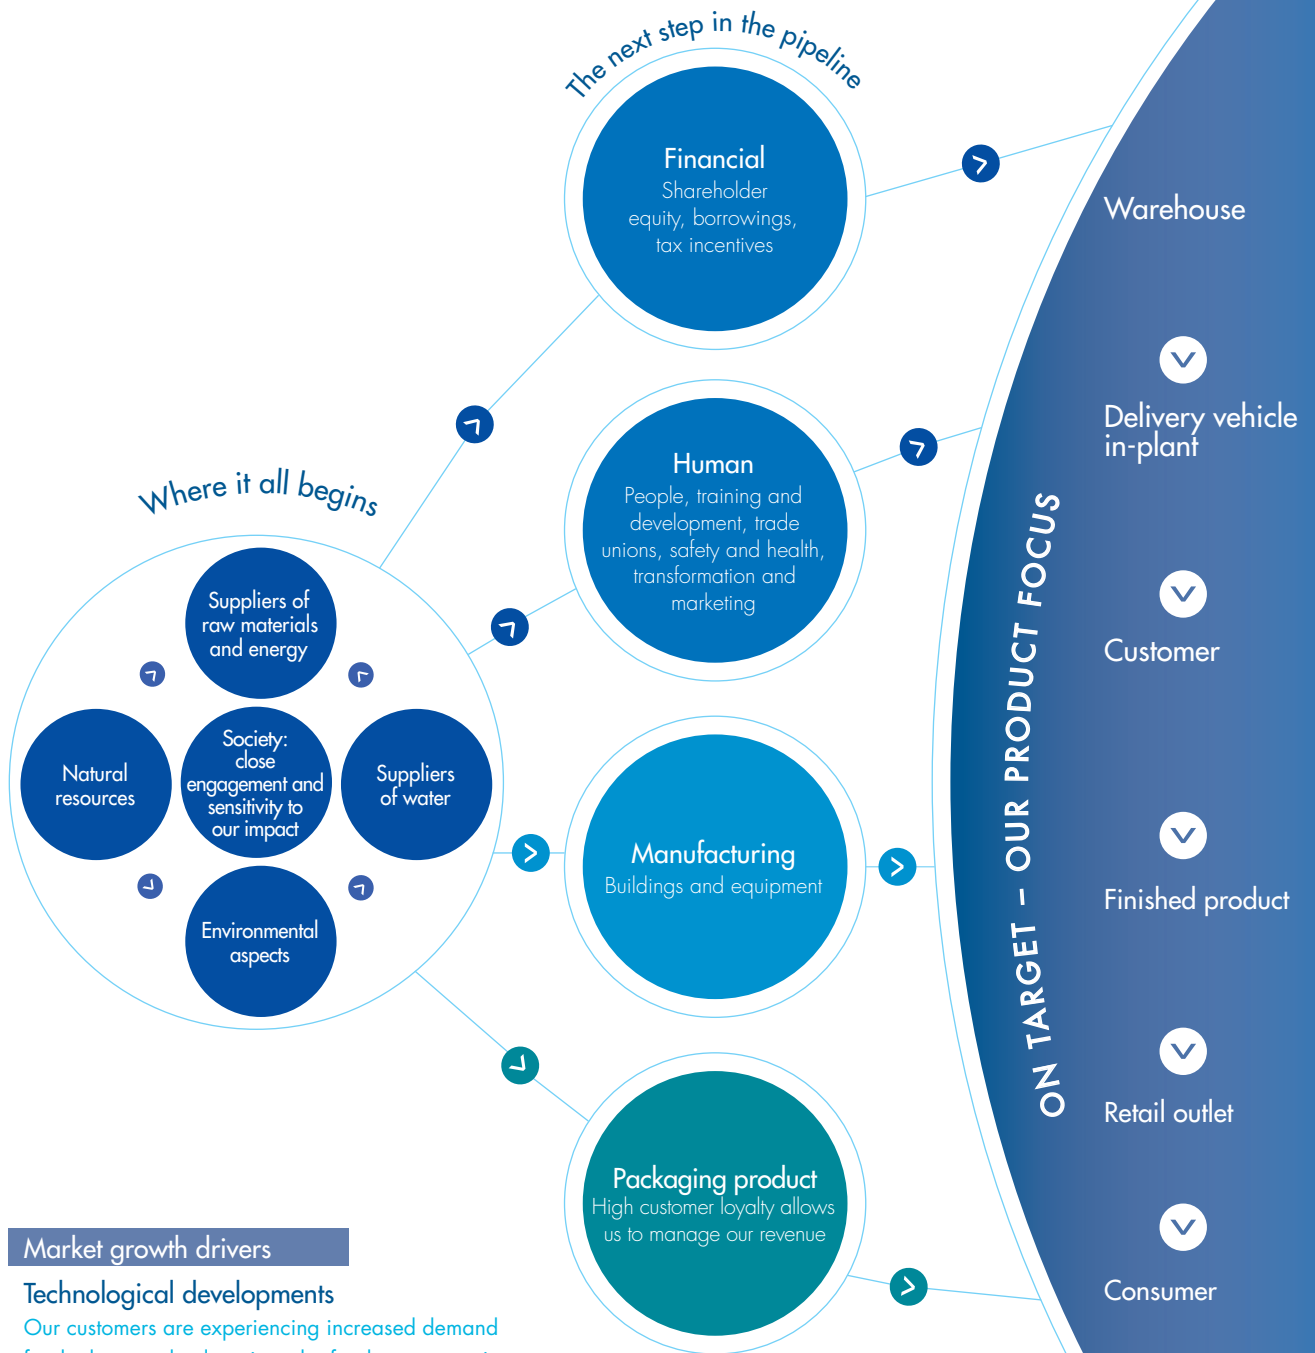 The next step in the pipeline
Financial
Shareholder
equity, borrowings,
tax incentives
Human
People, training and
development, trade
unions, safety and health,
transformation and
marketing
Where it all begins
Suppliers of
raw materials
and energy
Natural
resources
Society:
close
engagement and
sensitivity to
our impact
Suppliers
of water
Environmental
aspects
Manufacturing
Buildings and equipment
Packaging product
High customer loyalty allows
us to manage our revenue
ON TARGET – OUR PRODUCT FOCUS
Warehouse
Delivery vehicle
in-plant
Customer
Finished product
Retail outlet
Consumer
Market growth drivers
Technological developments
Our customers are experiencing increased demand